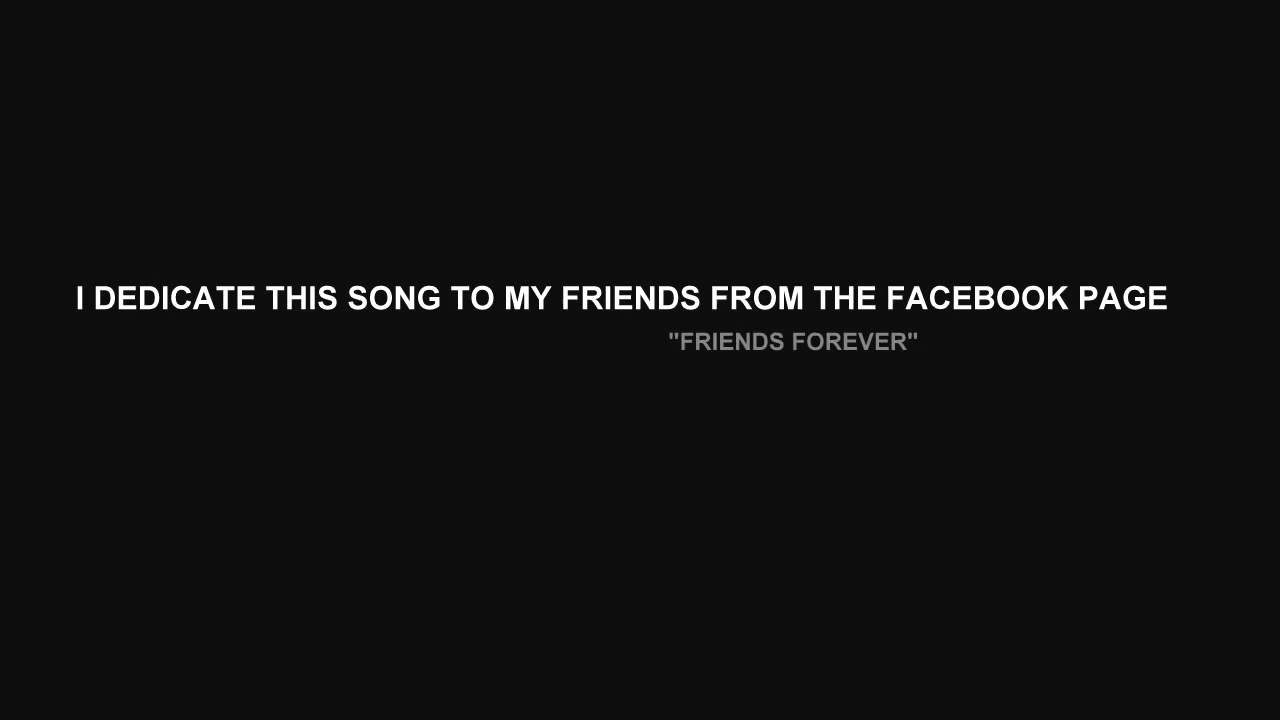 I DEDICATE THIS SONG TO MY FRIENDS FROM THE FACEBOOK PAGE
"FRIENDS FOREVER"